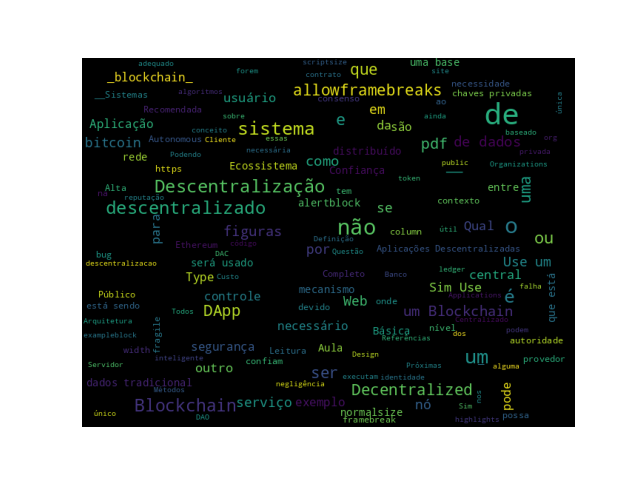 adequado
scriptsize
uma base
forem
contrato
que
site
_blockchain_
necessidade
allowframebreaks
chaves privadas
__Sistemas
algoritmos
usuário
consenso
ao
única
Recomendada
em
de
sobre
e
ainda
Aplicação
sistema
dasão
conceito
baseado
bitcoin
Autonomous
Cliente
essas
pdf
de dados
org
rede
Podendo
necessária
distribuído
privada
https
Ecossistema
como
public
Organizations
Confiança
Alta
Descentralização
tem
token
entre
uma
na
reputação
alertblock
contexto
descentralizado
se
para
figuras
não
column
útil
Qual
o
ou
Definição
Ethereum
código
por
Questão
Aplicações Descentralizadas
bug
DAC
será usado
Use um
descentralizacao
Type
Custo
Completo
Banco
ledger
central
Público
controle
mecanismo
Sim Use
falha
Applications
é
que está
está sendo
DApp
Todos
devido
Web
onde
um Blockchain
Arquitetura
necessário
Centralizado
exampleblock
fragile
Básica
nível
dos
podem
Referências
autoridade
width
segurança
Leitura
Aula
Design
um
inteligente
confiam
Próximas
alguma
provedor
Servidor
outro
ser
executam
identidade
dados tradicional
Métodos
negligência
Decentralized
nos
pode
Blockchain
serviço
exemplo
nó
Sim
único
DAO
normalsize
possa
framebreak
highlights